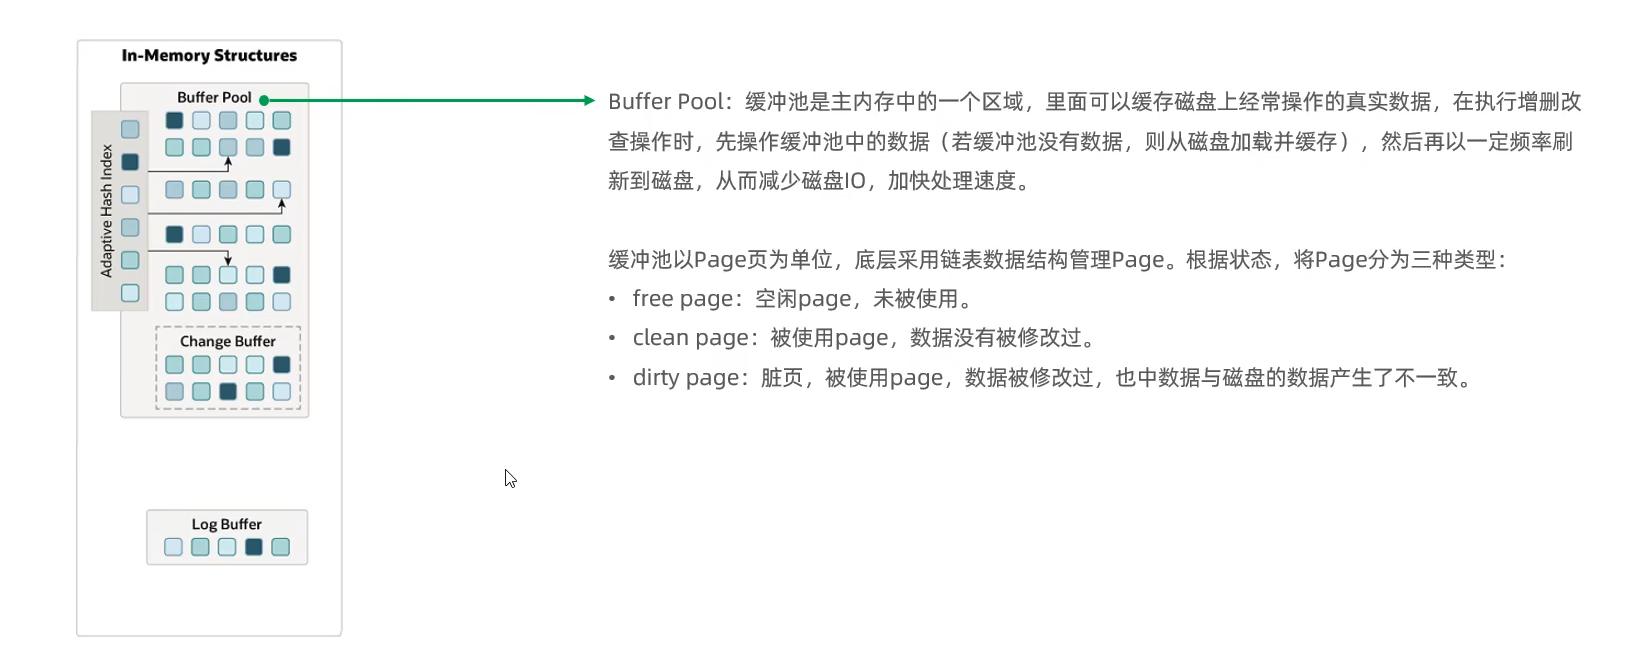 In-Memory Structures
Buffer Pool
Adaptive Hash Index
Change Buffer
Log Buffer
Buffer Pool：缓冲池是主内存中的一个区域，里面可以缓存磁盘上经常操作的真实数据，在执行增删改
查操作时，先操作缓冲池中的数据（若缓冲池没有数据，则从磁盘加载并缓存），然后再以一定频率刷
新到磁盘，从而减少磁盘IO，加快处理速度。
缓冲池以Page页为单位，底层采用链表数据结构管理Page。根据状态，将Page分为三种类型：
• free page：空闲page，未被使用。
• clean page：被使用page，数据没有被修改过。
• dirty page：脏页，被使用page，数据被修改过，也中数据与磁盘的数据产生了不一致。